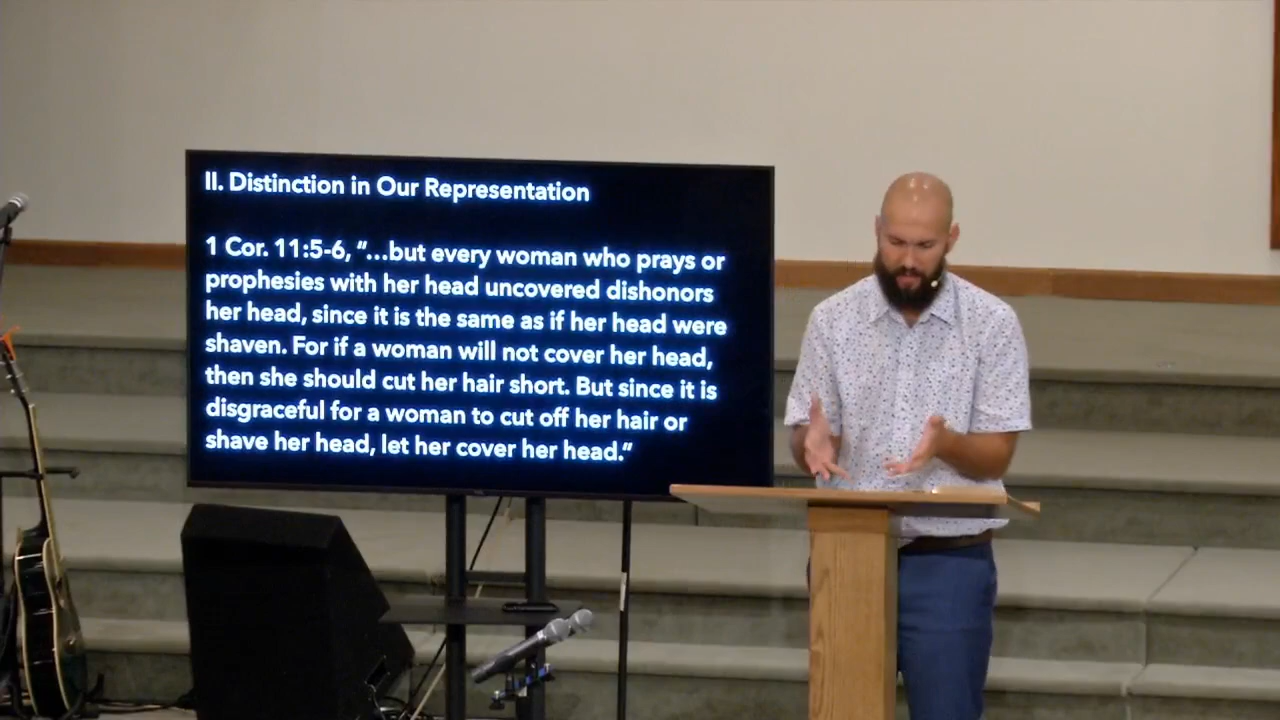 II. Distinction in Our Representation
1 Cor. 11:5-6, “…but every woman who prays or
prophesies with her head uncovered dishonors
her head, since it is the same as if her head were
shaven. For if a woman will not cover her head,
then she should cut her hair short. But since it is
disgraceful for a woman to cut off her hair or
shave her head, let her cover her head.”